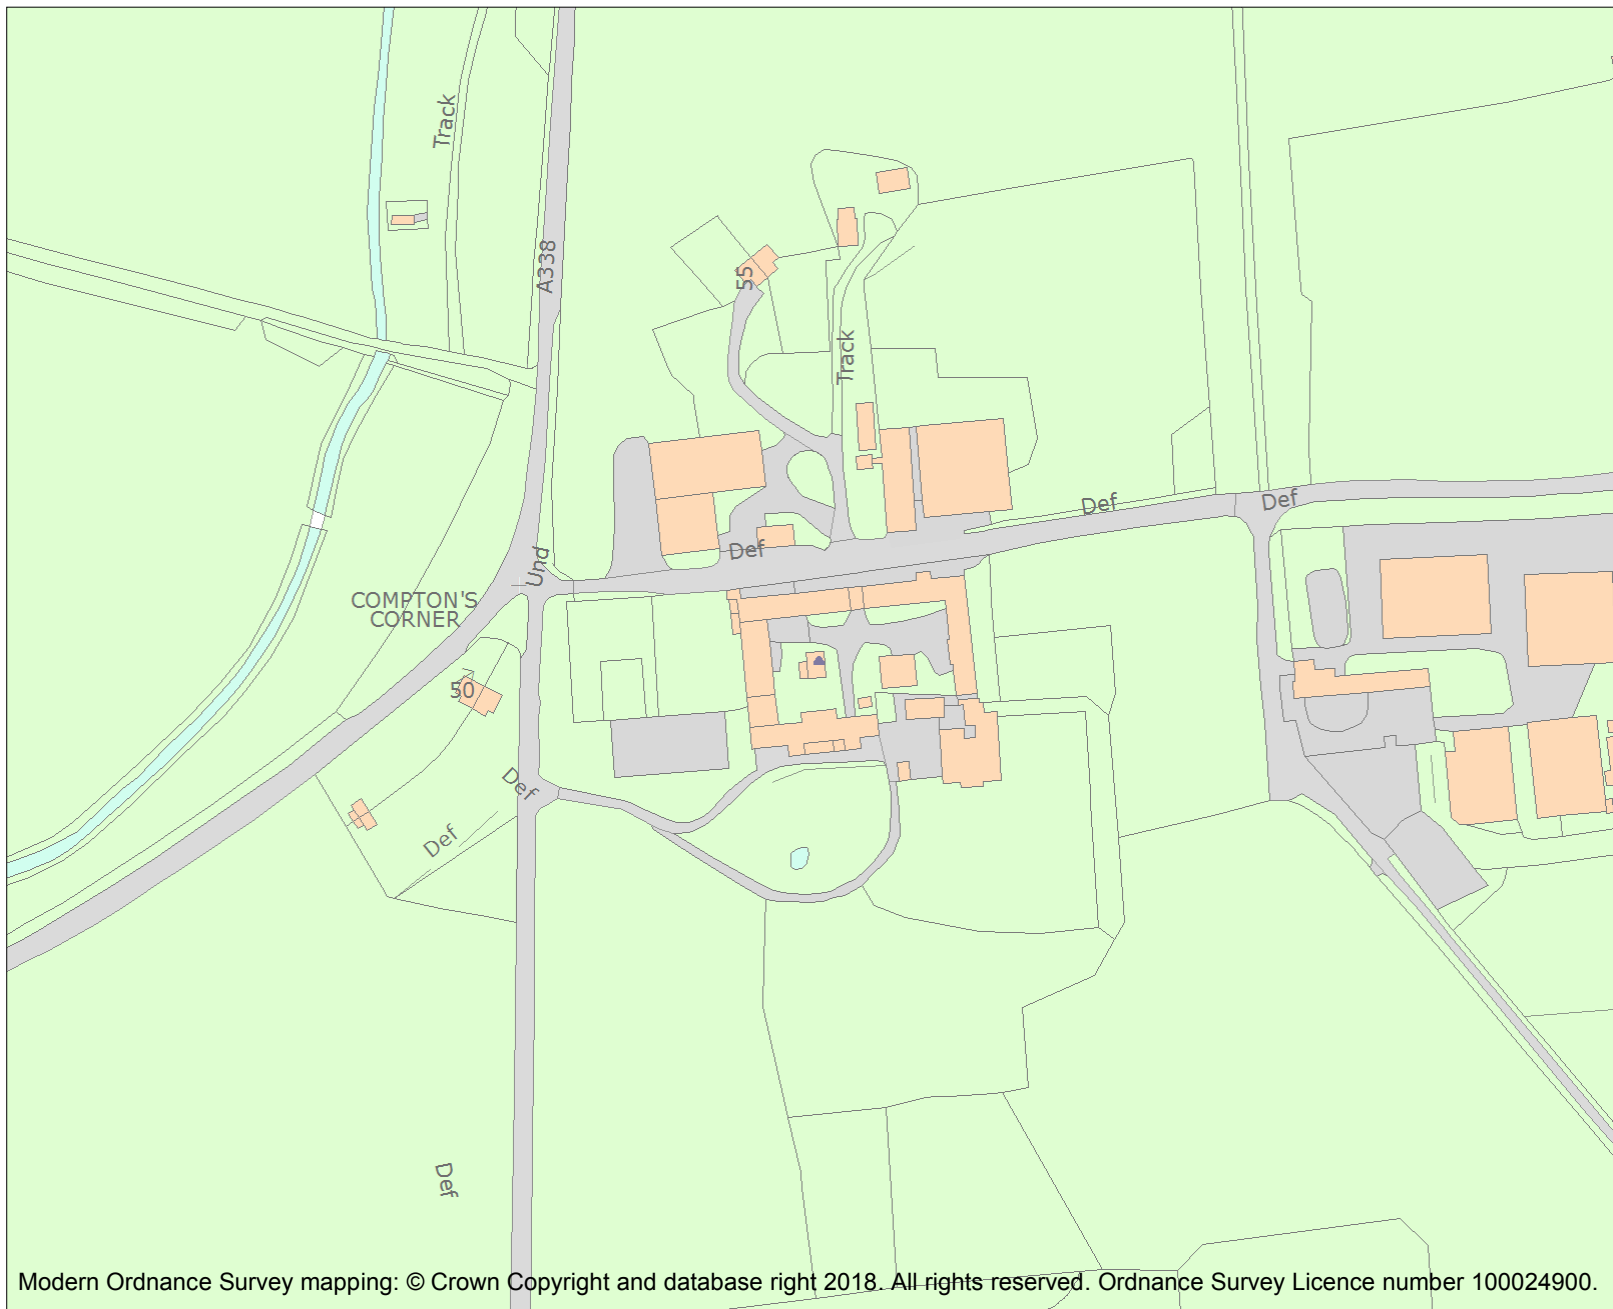 Track
A338
55
Track
Def
Def
Def
Und
COMPTON'S
CORNER
50
Def
Def
Def
Modern Ordnance Survey mapping: © Crown Copyright and database right 2018. All rights reserved. Ordnance Survey Licence number 100024900.